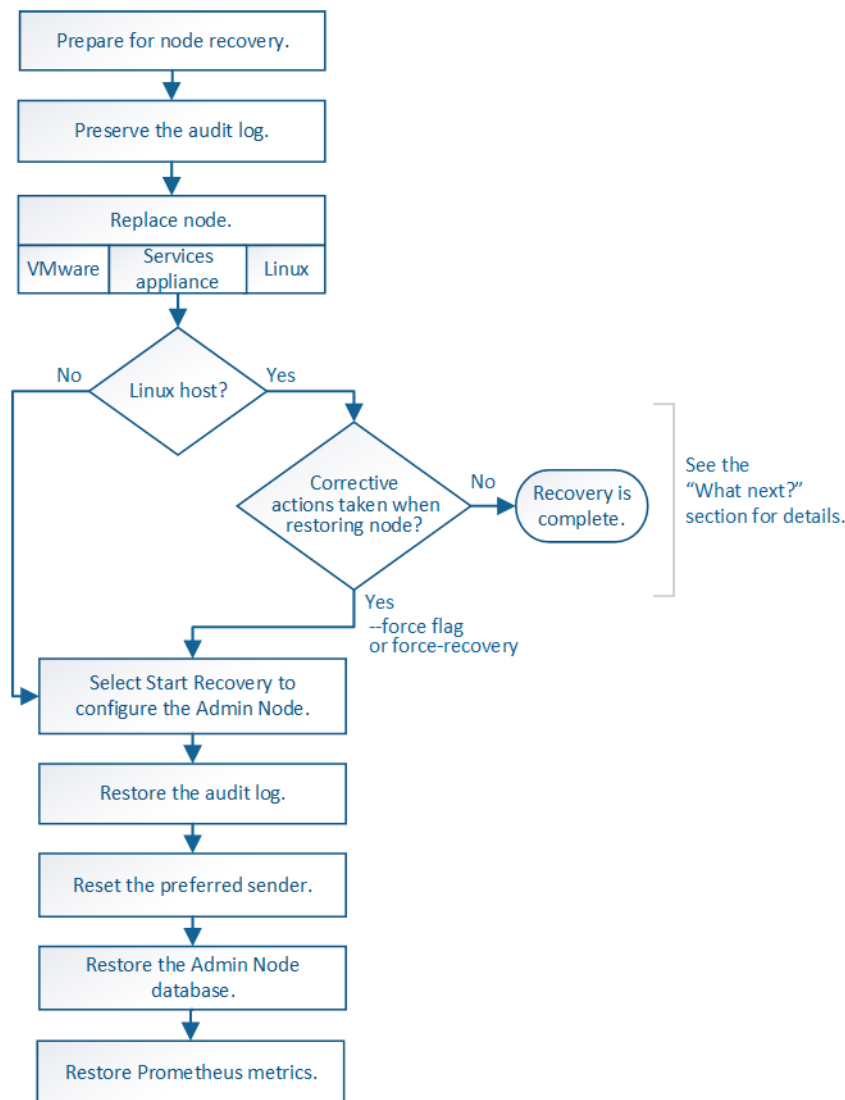 Prepare for node recovery.
Preserve the audit log.
Replace node.
VMware
Services
appliance
Linux
Linux host?
No
Yes
Corrective
actions taken when
restoring node?
No
Recovery is
complete.
See the
“What next?”
section for details.
Yes
--force flag
or force-recovery
Select Start Recovery to
configure the Admin Node.
Restore the audit log.
Reset the preferred sender.
Restore the Admin Node
database.
Restore Prometheus metrics.